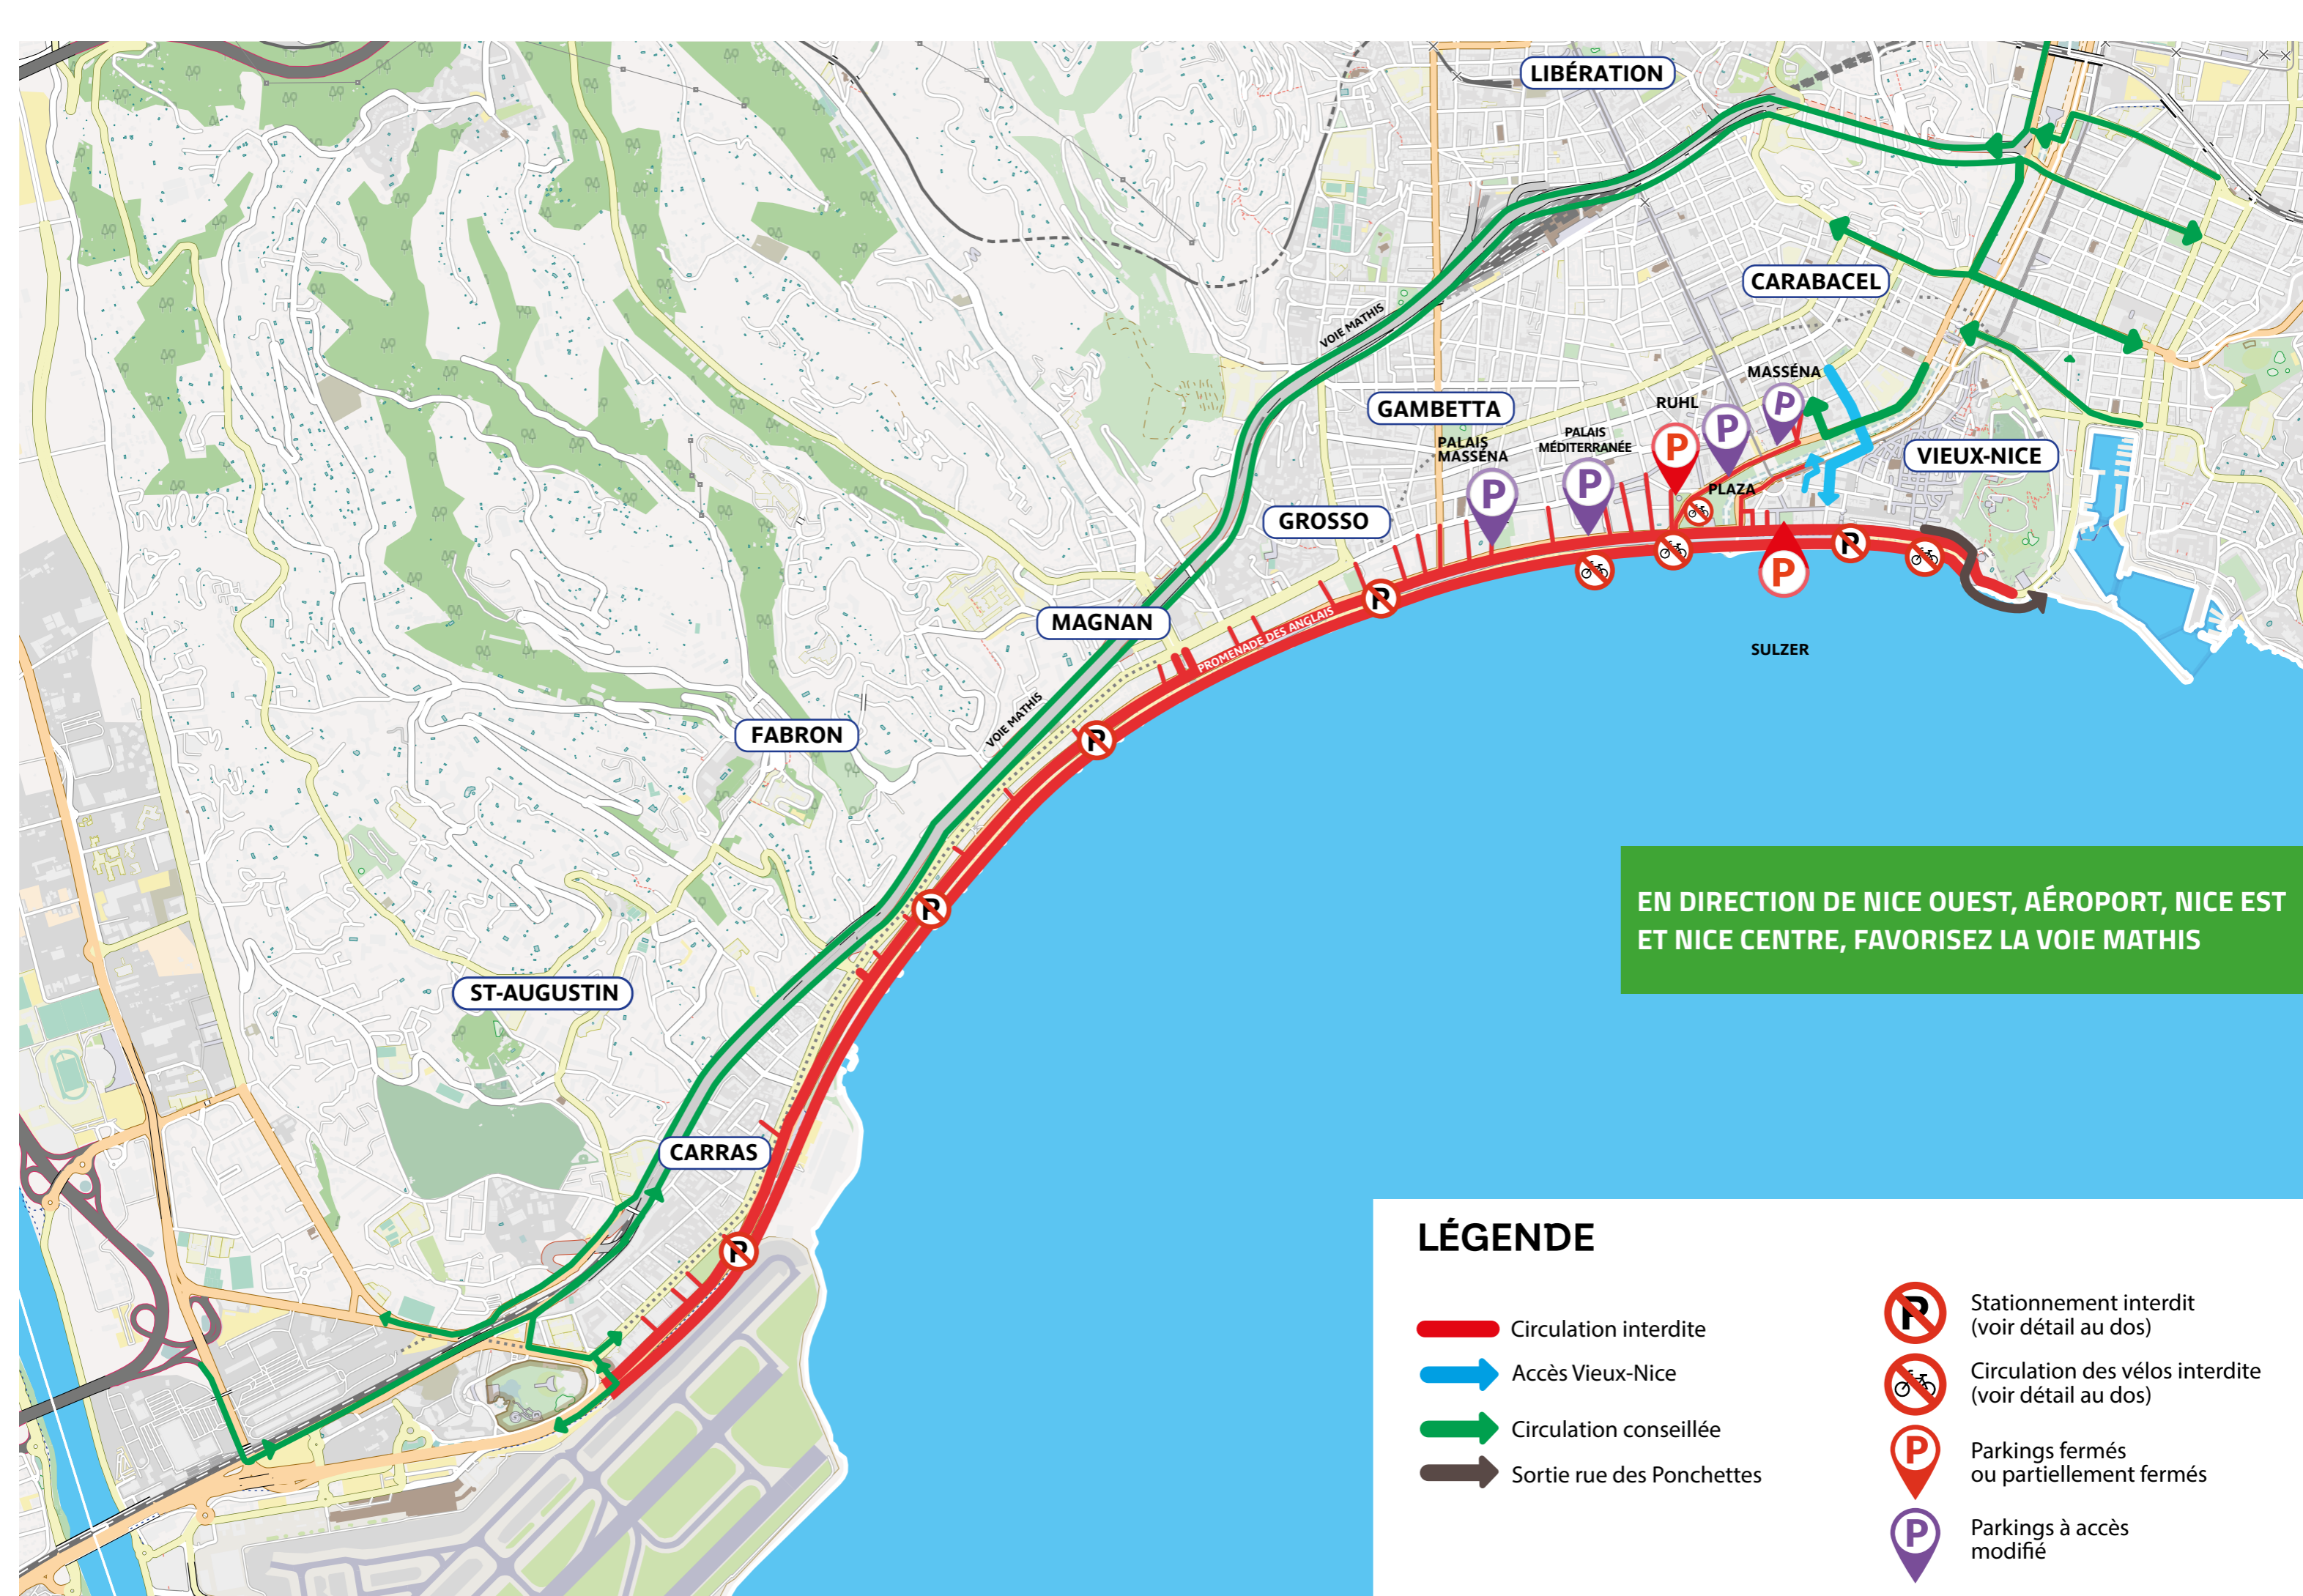 LIBÉRATION
CARABACEL
VOIE MATHIS
MASSÉNA
RUHL
GAMBETTA
PALAIS
MASSÉNA
PALAIS
MÉDITERRANÉE
P
P
P
P
P
VIEUX-NICE
PLAZA
GROSSO
P
P
P
SULZER
MAGNAN
PROMENADE DES ANGLAIS
VOIE MATHIS
FABRON
P
P
EN DIRECTION DE NICE OUEST, AÉROPORT, NICE EST
ET NICE CENTRE, FAVORISEZ LA VOIE MATHIS
ST-AUGUSTIN
CARRAS
P
LÉGENDE
Circulation interdite
Accès Vieux-Nice
Circulation conseillée
Sortie rue des Ponchettes
P
Stationnement interdit
(voir détail au dos)
Circulation des vélos interdite
(voir détail au dos)
P
Parkings fermés
ou partiellement fermés
P
Parkings à accès
modifié